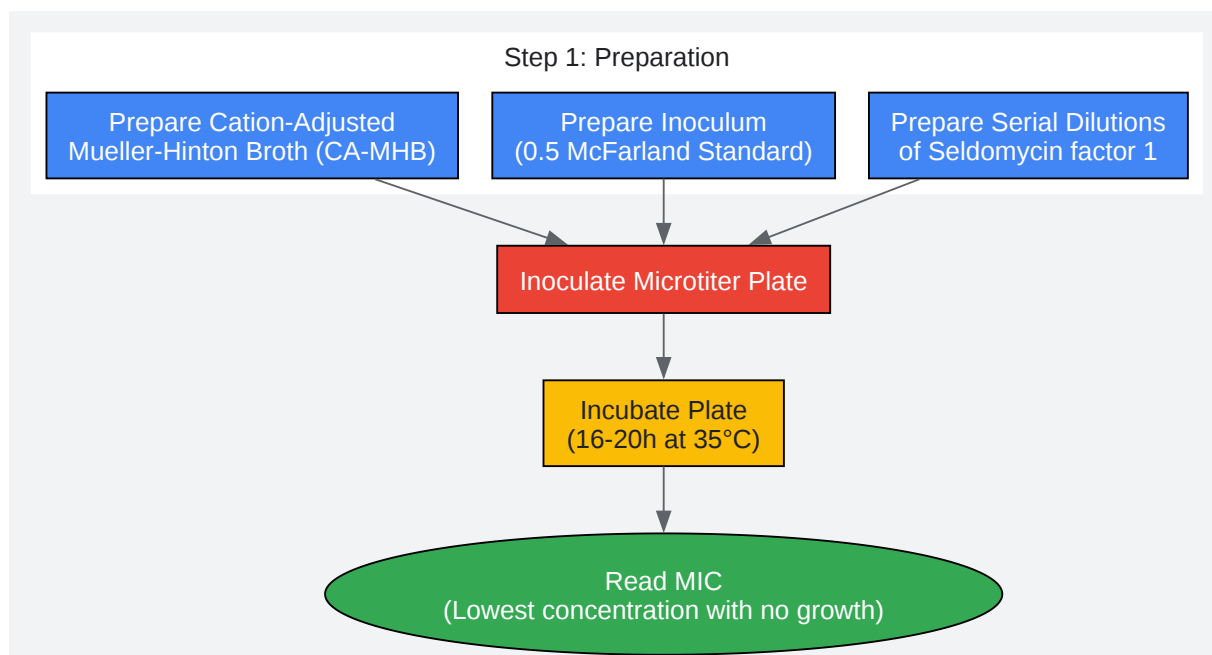 Step 1: Preparation
Prepare Cation-Adjusted
Mueller-Hinton Broth (CA-MHB)
Prepare Inoculum
(0.5 McFarland Standard)
Prepare Serial Dilutions
of Seldomycin factor 1
Inoculate Microtiter Plate
Incubate Plate
(16-20h at 35°C)
Read MIC
(Lowest concentration with no growth)